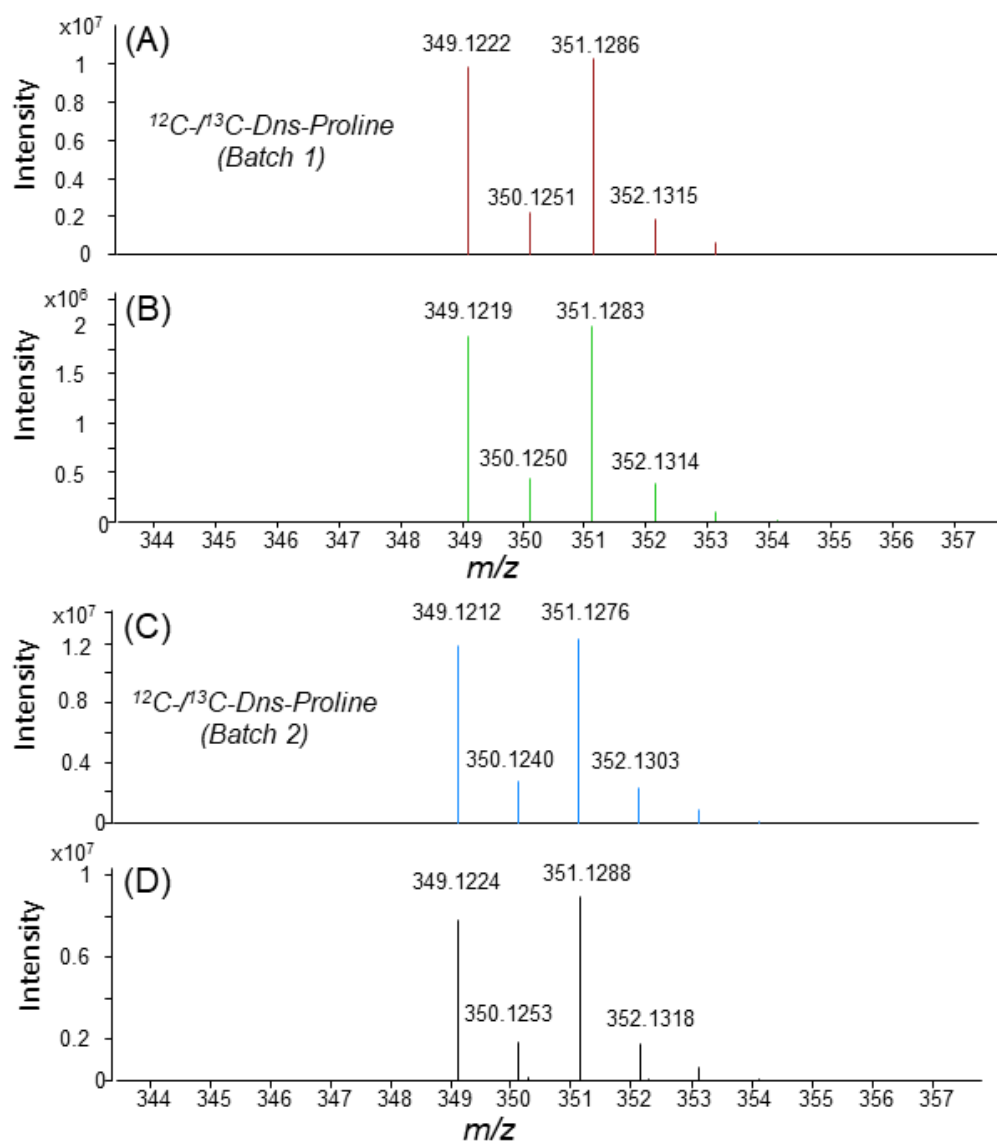 x10⁷
(A)
349.1222
351.1286
1
0.8
0.6
0.4
0.2
0
Intensity
¹²C-/¹³C-Dns-Proline
(Batch 1)
350.1251
352.1315
x10⁶
(B)
349.1219
351.1283
2
1.5
1
0.5
0
Intensity
350.1250
352.1314
344 345 346 347 348 349 350 351 352 353 354 355 356 357
m/z
x10⁷
(C)
349.1212
351.1276
1.2
0.8
0.4
0
Intensity
¹²C-/¹³C-Dns-Proline
(Batch 2)
350.1240
352.1303
x10⁷
(D)
349.1224
351.1288
1
0.6
0.2
0
Intensity
350.1253
352.1318
344 345 346 347 348 349 350 351 352 353 354 355 356 357
m/z